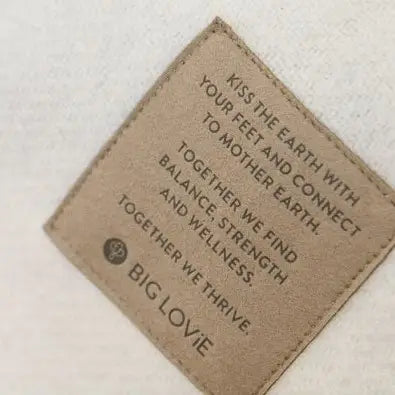 KISS THE EARTH WITH
YOUR FEET AND CONNECT
TO MOTHER EARTH.
TOGETHER WE FIND
BALANCE, STRENGTH
AND WELLNESS.
TOGETHER WE THRIVE.
BIG LOViE